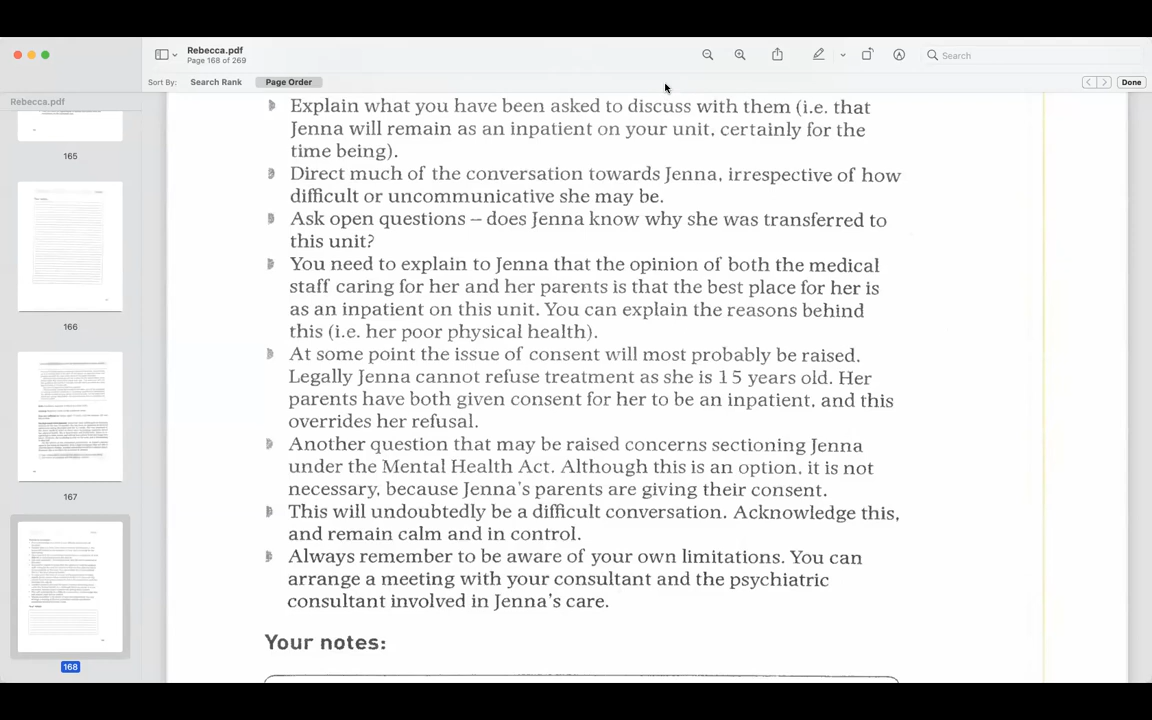 Rebecca.pdf
Page 168 of 269
Search
Sort By:
Search Rank
Page Order
Done
Rebecca.pdf
165
166
167
168
Explain what you have been asked to discuss with them (i.e. that
Jenna will remain as an inpatient on your unit, certainly for the
time being).
Direct much of the conversation towards Jenna, irrespective of how
difficult or uncommunicative she may be.
Ask open questions – does Jenna know why she was transferred to
this unit?
You need to explain to Jenna that the opinion of both the medical
staff caring for her and her parents is that the best place for her is
as an inpatient on this unit. You can explain the reasons behind
this (i.e. her poor physical health).
At some point the issue of consent will most probably be raised.
Legally Jenna cannot refuse treatment as she is 15 years old. Her
parents have both given consent for her to be an inpatient, and this
overrides her refusal.
Another question that may be raised concerns sectioning Jenna
under the Mental Health Act. Although this is an option, it is not
necessary, because Jenna's parents are giving their consent.
This will undoubtedly be a difficult conversation. Acknowledge this,
and remain calm and in control.
Always remember to be aware of your own limitations. You can
arrange a meeting with your consultant and the psychiatric
consultant involved in Jenna's care.
Your notes: